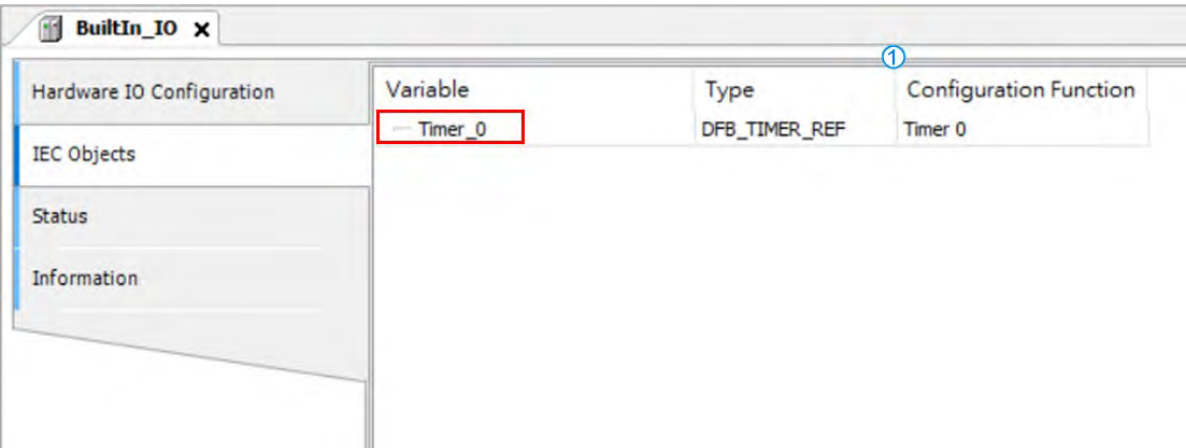 BuiltIn_IO X
①
Hardware IO Configuration
Variable Type Configuration Function
Timer_0 DFB_TIMER_REF Timer 0
IEC Objects
Status
Information